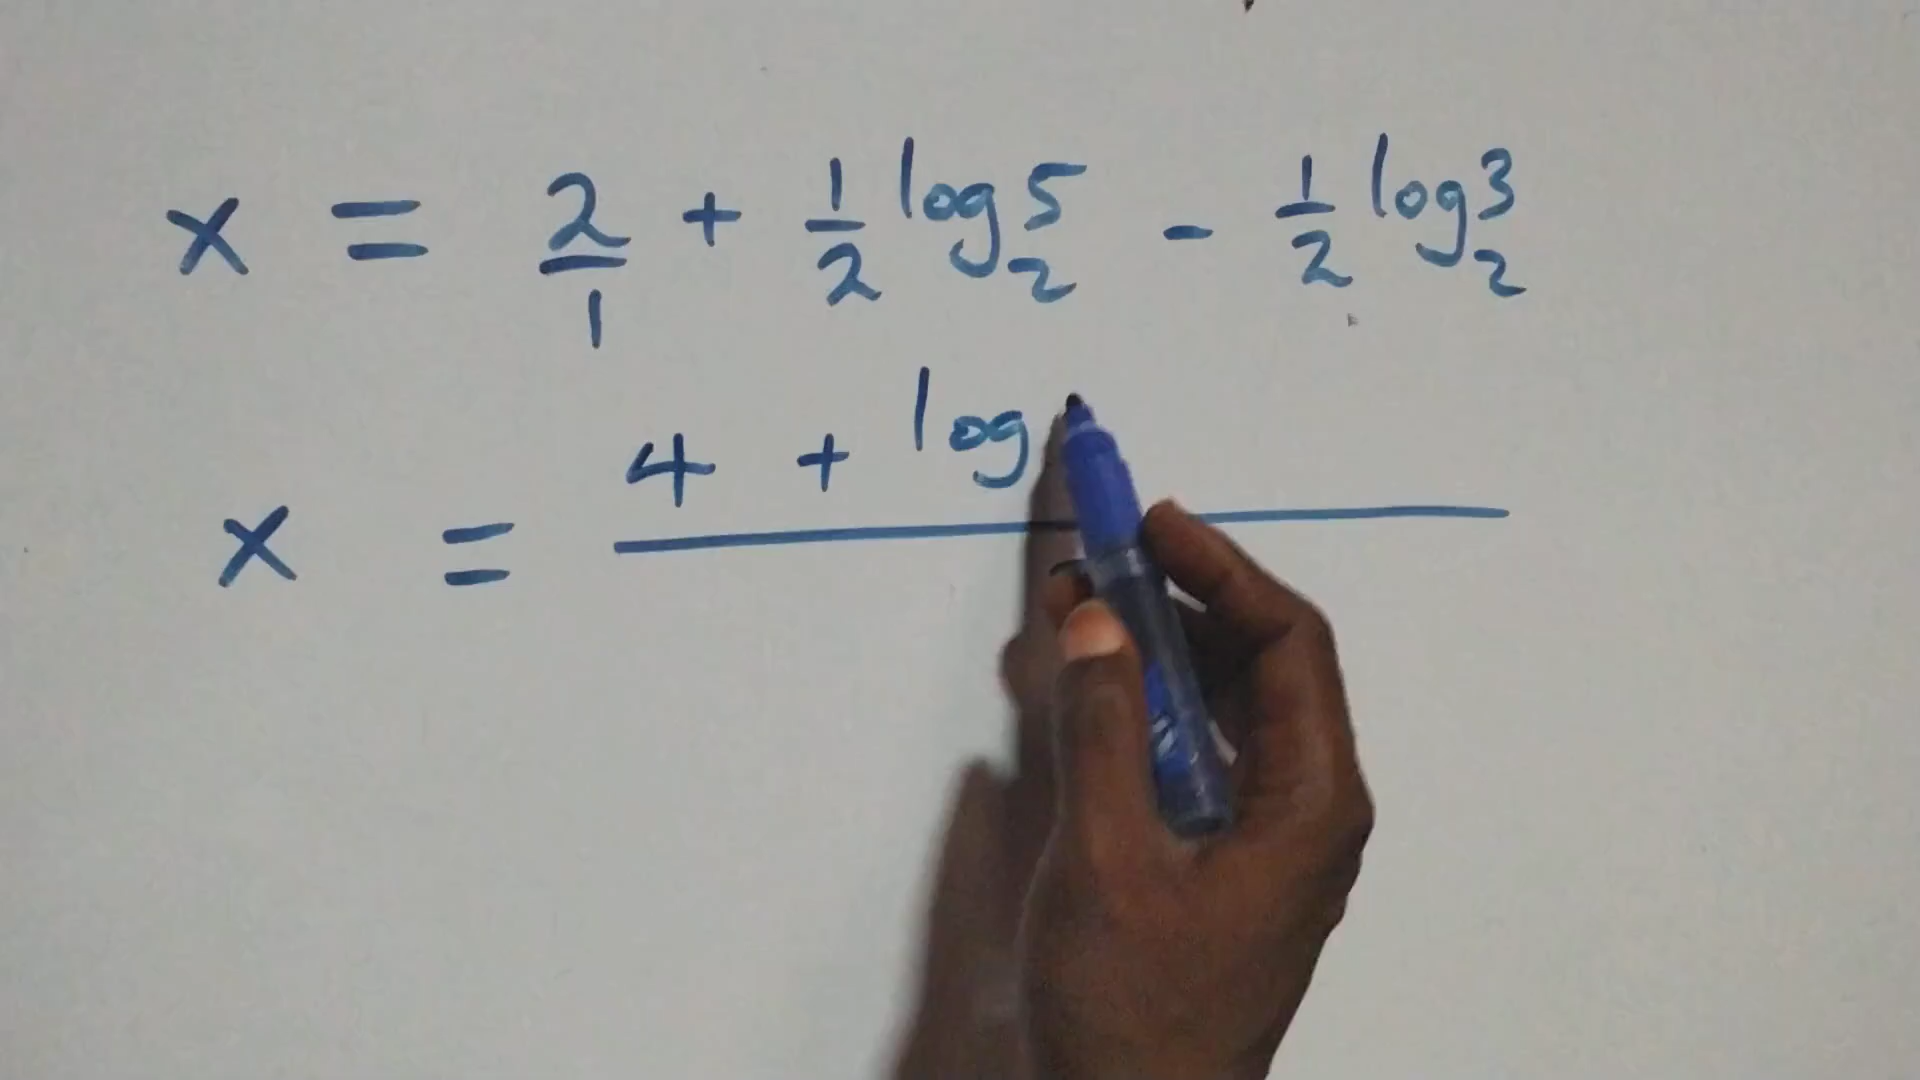 x = 2/1 + 1/2 log₂5 - 1/2 log₂3
4 + log
x =